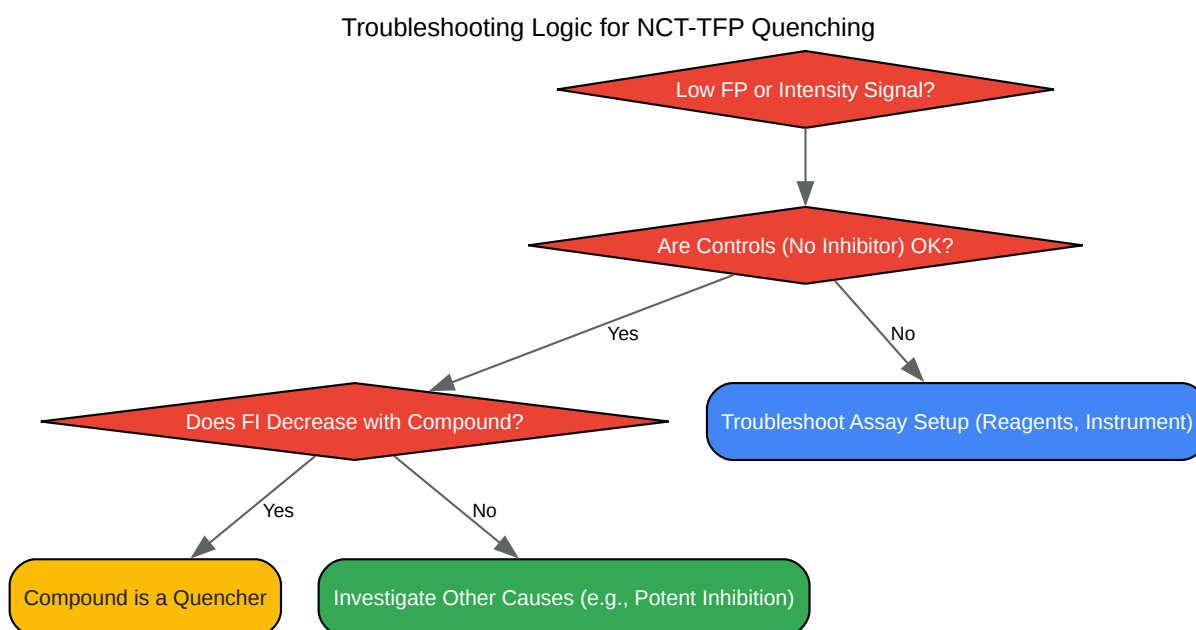 Troubleshooting Logic for NCT-TFP Quenching
Low FP or Intensity Signal?
Are Controls (No Inhibitor) OK?
Yes
No
Does FI Decrease with Compound?
Troubleshoot Assay Setup (Reagents, Instrument)
Yes
No
Compound is a Quencher
Investigate Other Causes (e.g., Potent Inhibition)